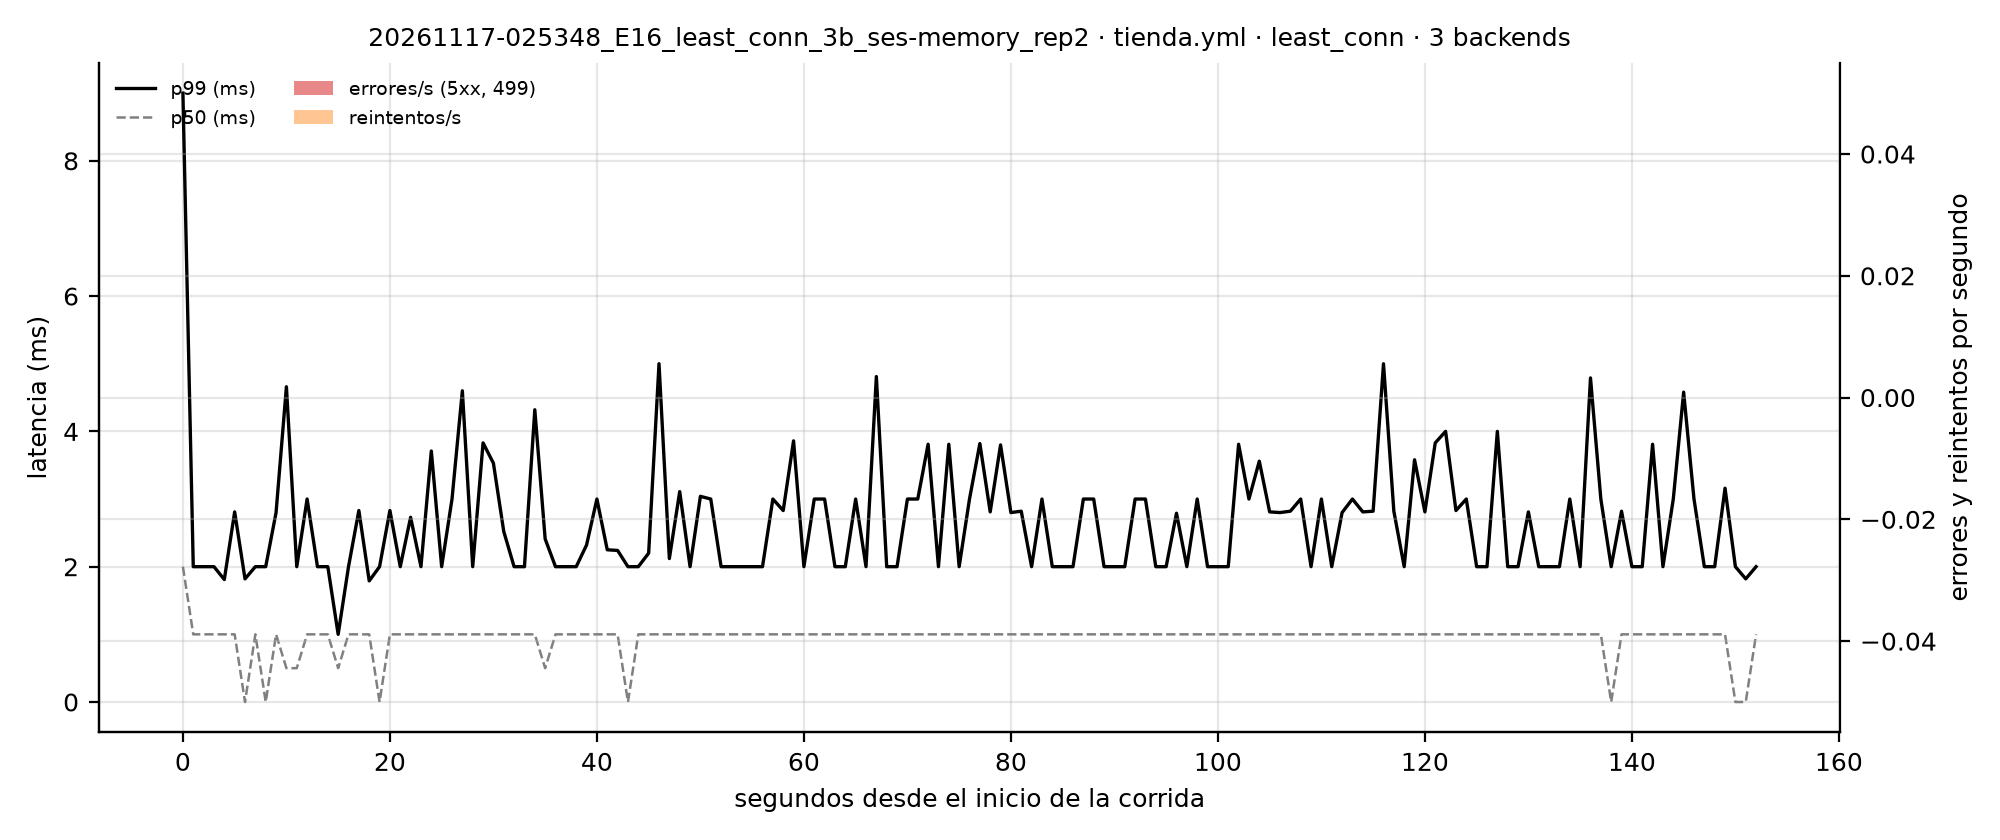 20261117-025348_E16_least_conn_3b_ses-memory_rep2 · tienda.yml · least_conn · 3 backends
p99 (ms)
p50 (ms)
errores/s (5xx, 499)
reintentos/s
latencia (ms)
8
6
4
2
0
0.04
0.02
0.00
−0.02
−0.04
errores y reintentos por segundo
0 20 40 60 80 100 120 140 160
segundos desde el inicio de la corrida